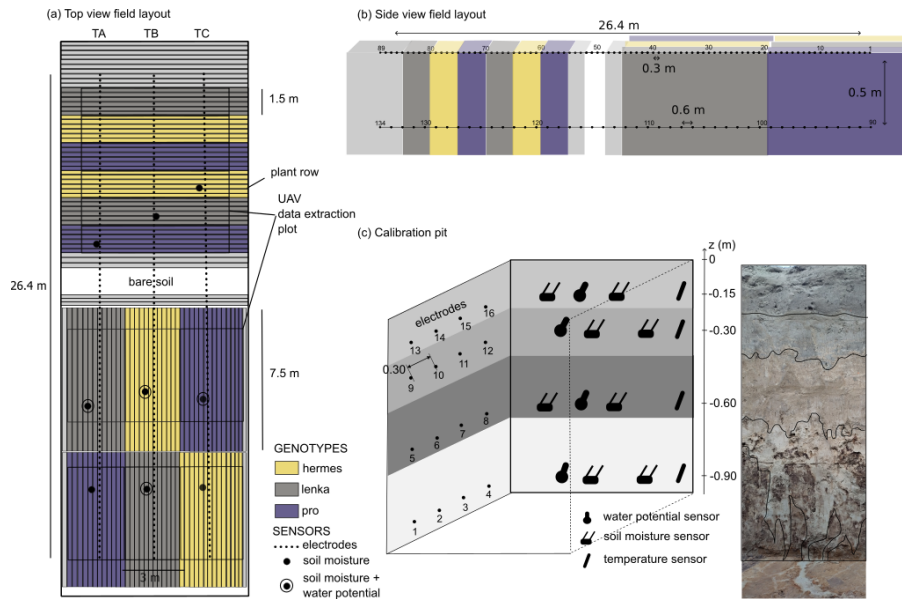 (a) Top view field layout
TA TB TC
1.5 m
plant row
UAV
data extraction
plot
26.4 m
bare soil
7.5 m
3 m
GENOTYPES
hermes
lenka
pro
SENSORS
electrodes
soil moisture
soil moisture +
water potential
(b) Side view field layout
26.4 m
89 80 70 60 50 40 30 20 10 1
0.3 m
0.5 m
0.6 m
134 130 120 110 100 90
(c) Calibration pit
z (m)
0
-0.15
-0.30
-0.60
-0.90
electrodes
13 14 15 16
0.30
9 10 11 12
5 6 7 8
1 2 3 4
water potential sensor
soil moisture sensor
temperature sensor